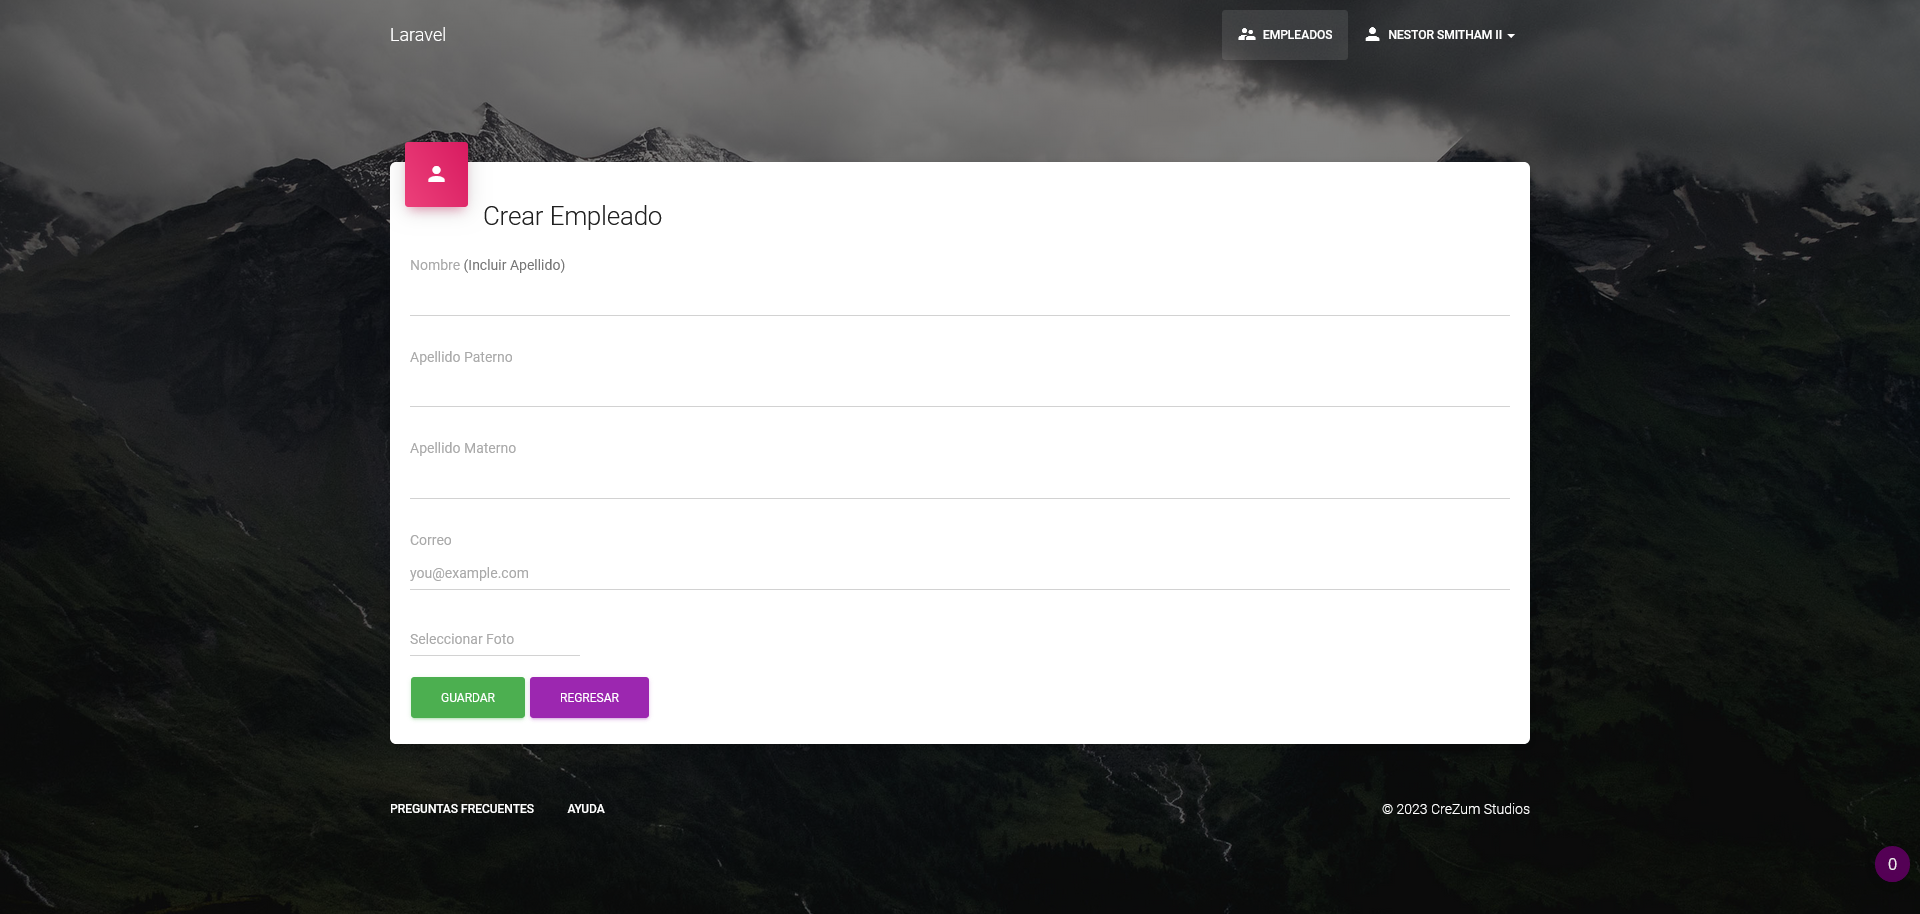 Laravel
EMPLEADOS
NESTOR SMITHAM II
Crear Empleado
Nombre (Incluir Apellido)
Apellido Paterno
Apellido Materno
Correo
you@example.com
Seleccionar Foto
GUARDAR
REGRESAR
PREGUNTAS FRECUENTES
AYUDA
© 2023 CreZum Studios
0